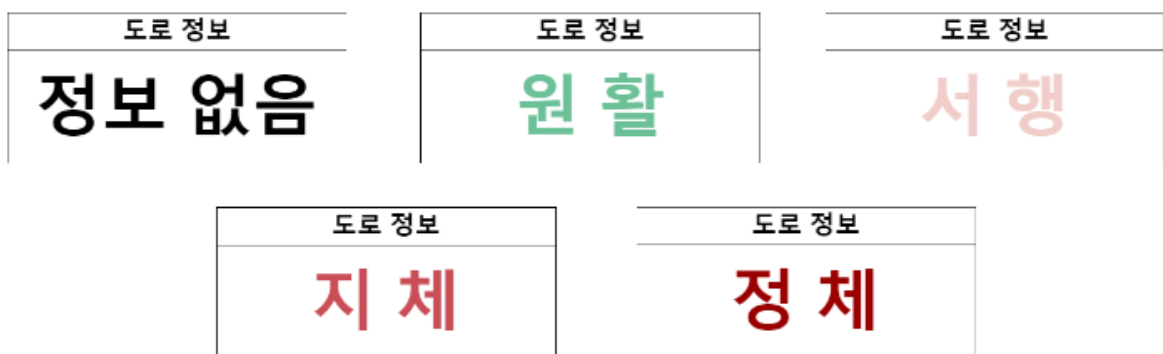 도로 정보
정보 없음
도로 정보
원 활
도로 정보
서 행
도로 정보
지 체
도로 정보
정 체